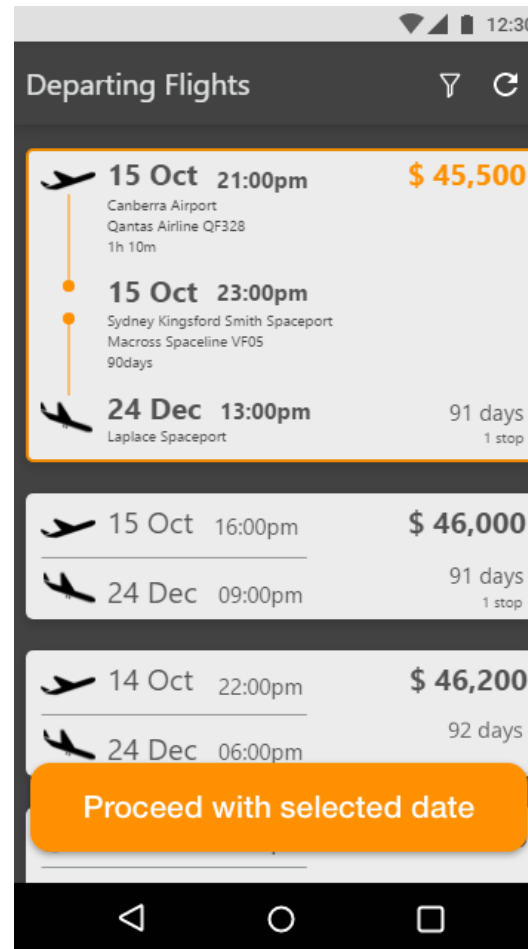 12:30
Departing Flights
15 Oct 21:00pm $ 45,500
Canberra Airport
Qantas Airline QF328
1h 10m
15 Oct 23:00pm
Sydney Kingsford Smith Spaceport
Macross Spaceline VF05
90days
24 Dec 13:00pm 91 days
Laplace Spaceport 1 stop
15 Oct 16:00pm $ 46,000
24 Dec 09:00pm 91 days
1 stop
14 Oct 22:00pm $ 46,200
92 days
24 Dec 06:00pm
Proceed with selected date